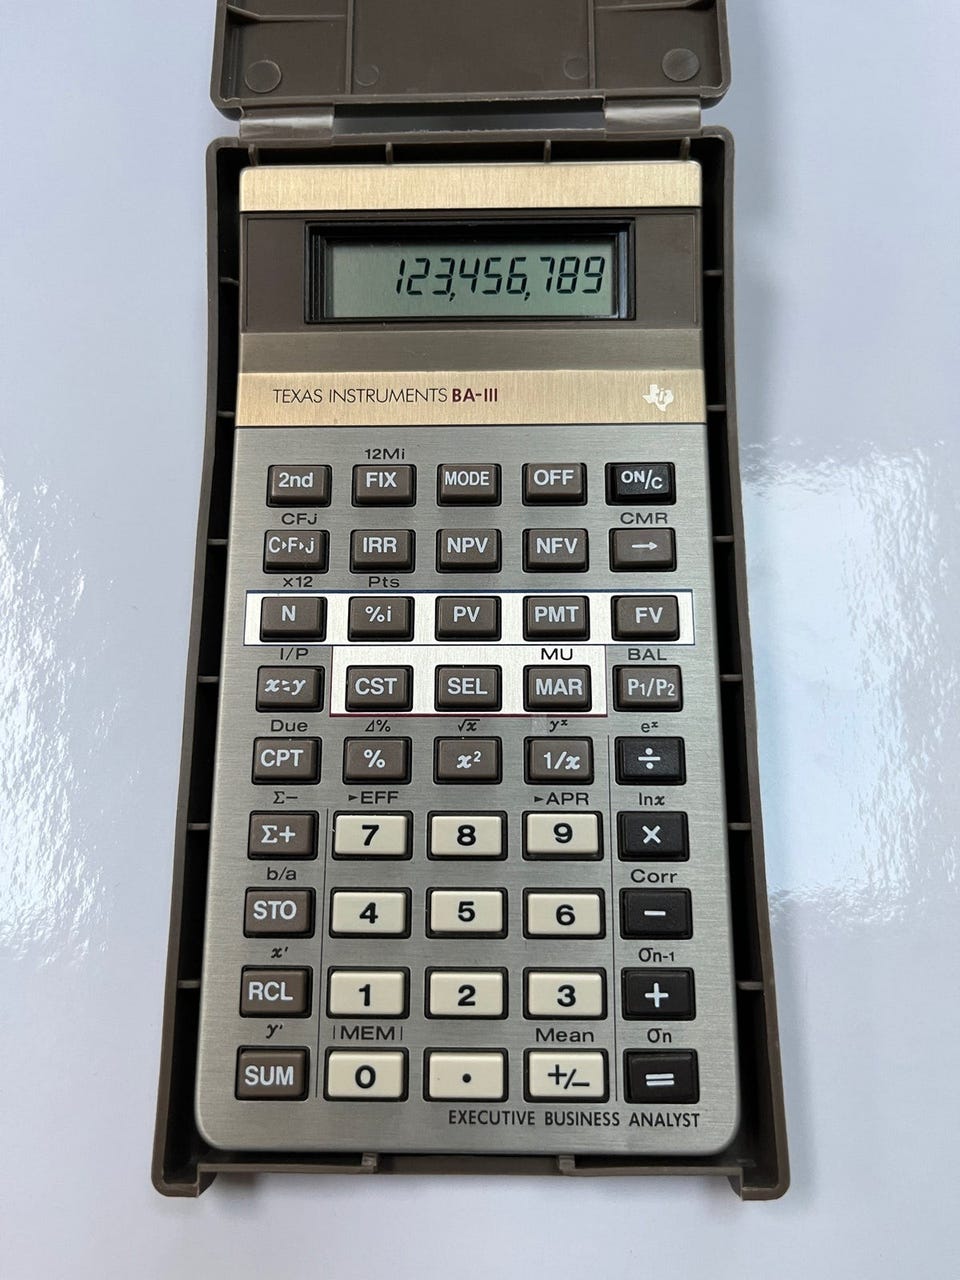 123,456,789
TEXAS INSTRUMENTS BA-III
12Mi
2nd FIX MODE OFF ON/C
CFj CMR
C▸F▸j IRR NPV NFV →
x12 Pts
N %i PV PMT FV
I/P MU BAL
x⇄y CST SEL MAR P1/P2
Due Δ% √x yˣ eˣ
CPT % x² 1/x ÷
Σ− ►EFF ►APR lnx
Σ+ 7 8 9 ×
b/a Corr
STO 4 5 6 −
x' σn-1
RCL 1 2 3 +
y' |MEM| Mean σn
SUM 0 . +/− =
EXECUTIVE BUSINESS ANALYST